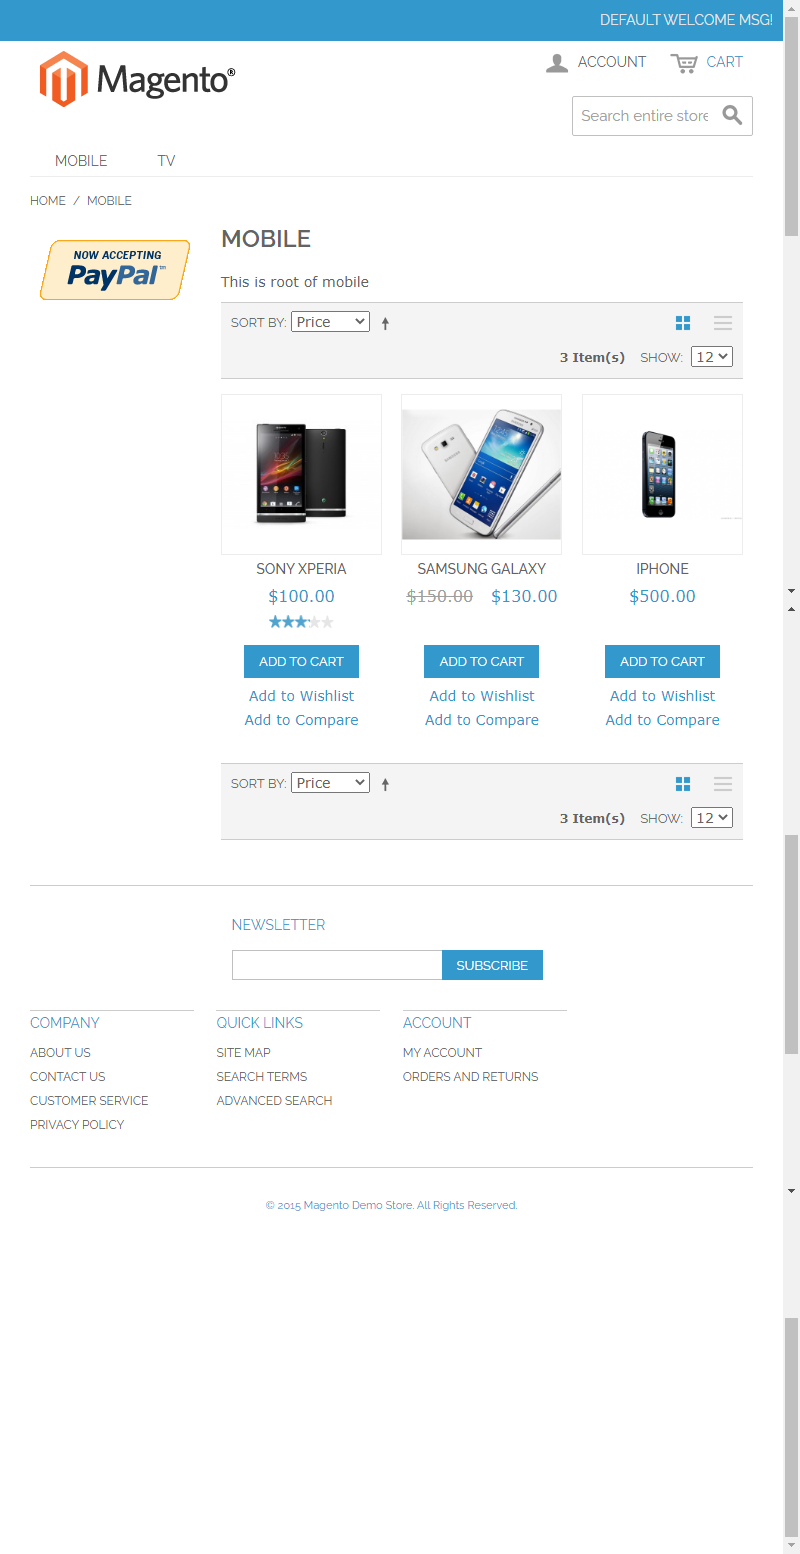 DEFAULT WELCOME MSG!
Magento®
ACCOUNT
CART
Search entire store
MOBILE
TV
HOME / MOBILE
NOW ACCEPTING
PayPal™
MOBILE
This is root of mobile
SORT BY: Price
3 Item(s) SHOW: 12
SONY XPERIA
$100.00
ADD TO CART
Add to Wishlist
Add to Compare
SAMSUNG GALAXY
$150.00 $130.00
ADD TO CART
Add to Wishlist
Add to Compare
IPHONE
$500.00
ADD TO CART
Add to Wishlist
Add to Compare
SORT BY: Price
3 Item(s) SHOW: 12
NEWSLETTER
SUBSCRIBE
COMPANY
ABOUT US
CONTACT US
CUSTOMER SERVICE
PRIVACY POLICY
QUICK LINKS
SITE MAP
SEARCH TERMS
ADVANCED SEARCH
ACCOUNT
MY ACCOUNT
ORDERS AND RETURNS
© 2015 Magento Demo Store. All Rights Reserved.